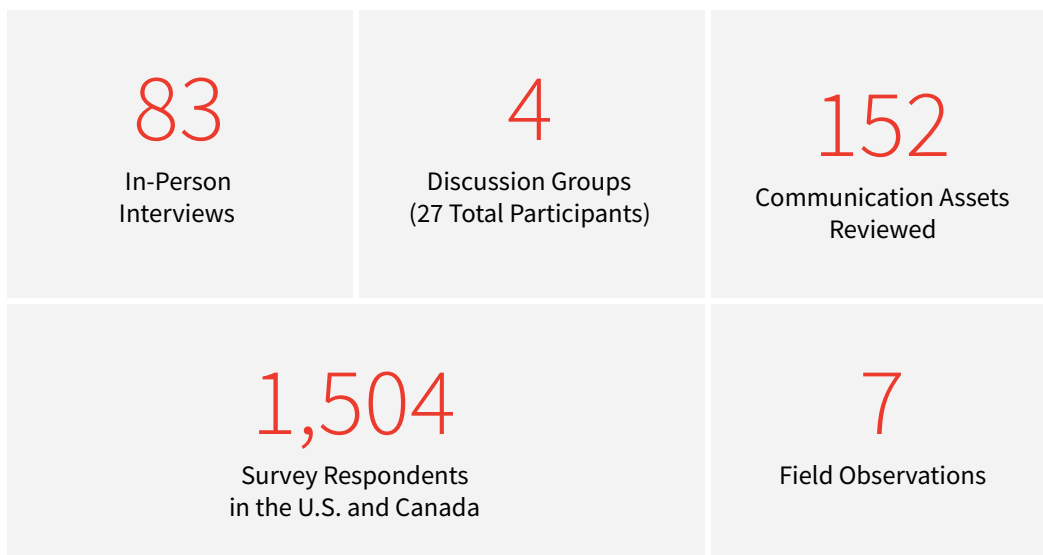 83
In-Person
Interviews
4
Discussion Groups
(27 Total Participants)
152
Communication Assets
Reviewed
1,504
Survey Respondents
in the U.S. and Canada
7
Field Observations